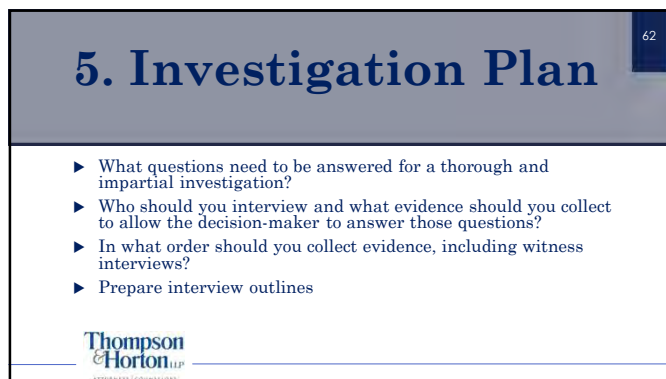 62
5. Investigation Plan
▶ What questions need to be answered for a thorough and
impartial investigation?
▶ Who should you interview and what evidence should you collect
to allow the decision-maker to answer those questions?
▶ In what order should you collect evidence, including witness
interviews?
▶ Prepare interview outlines
Thompson
& Horton LLP